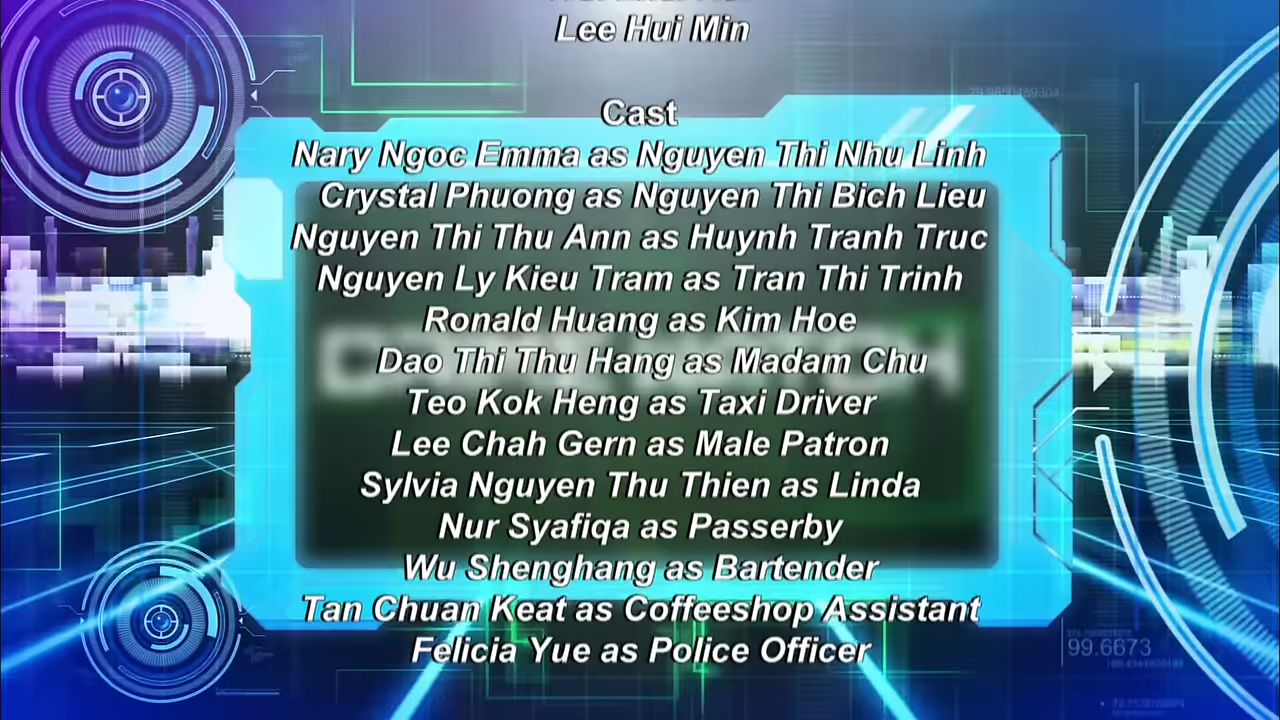 Lee Hui Min
Cast
Nary Ngoc Emma as Nguyen Thi Nhu Linh
Crystal Phuong as Nguyen Thi Bich Lieu
Nguyen Thi Thu Ann as Huynh Tranh Truc
Nguyen Ly Kieu Tram as Tran Thi Trinh
Ronald Huang as Kim Hoe
Dao Thi Thu Hang as Madam Chu
Teo Kok Heng as Taxi Driver
Lee Chah Gern as Male Patron
Sylvia Nguyen Thu Thien as Linda
Nur Syafiqa as Passerby
Wu Shenghang as Bartender
Tan Chuan Keat as Coffeeshop Assistant
Felicia Yue as Police Officer
99.6673